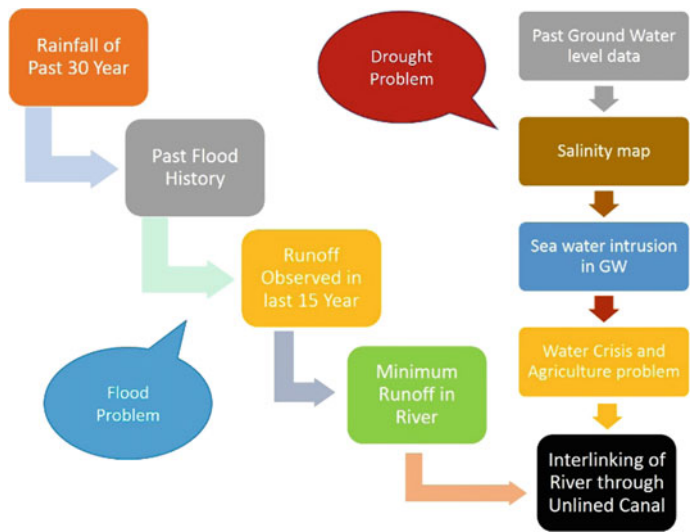 Rainfall of
Past 30 Year
Past Flood
History
Runoff
Observed in
last 15 Year
Minimum
Runoff in
River
Flood
Problem
Drought
Problem
Past Ground Water
level data
Salinity map
Sea water intrusion
in GW
Water Crisis and
Agriculture problem
Interlinking of
River through
Unlined Canal